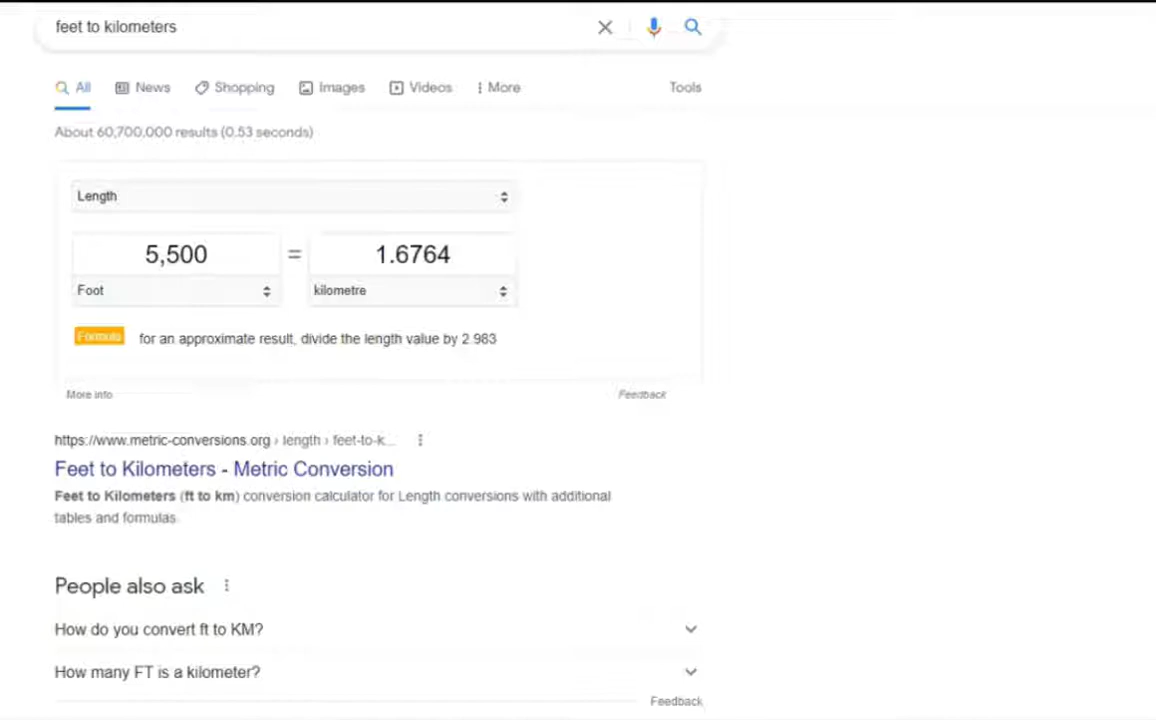 feet to kilometers
All News Shopping Images Videos More Tools
About 60,700,000 results (0.53 seconds)
Length
5,500 = 1.6764
Foot kilometre
Formula for an approximate result, divide the length value by 2.983
More info Feedback
https://www.metric-conversions.org › length › feet-to-k...
Feet to Kilometers - Metric Conversion
Feet to Kilometers (ft to km) conversion calculator for Length conversions with additional
tables and formulas.
People also ask
How do you convert ft to KM?
How many FT is a kilometer?
Feedback